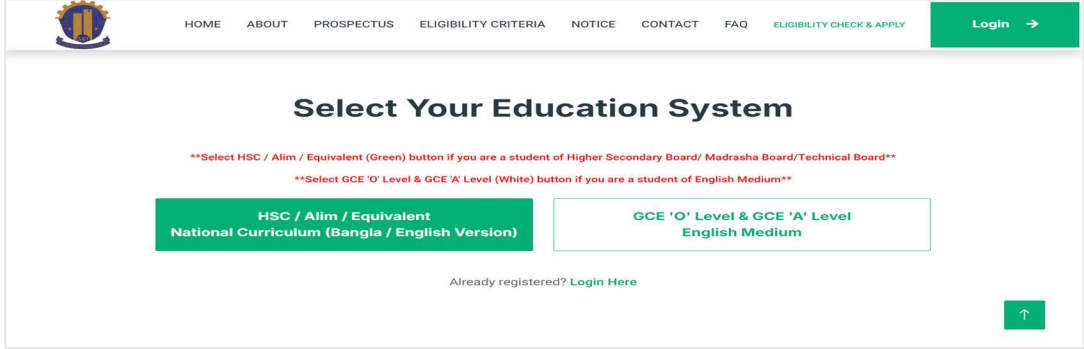 HOME ABOUT PROSPECTUS ELIGIBILITY CRITERIA NOTICE CONTACT FAQ ELIGIBILITY CHECK & APPLY Login →
Select Your Education System
**Select HSC / Alim / Equivalent (Green) button if you are a student of Higher Secondary Board/ Madrasha Board/Technical Board**
**Select GCE 'O' Level & GCE 'A' Level (White) button if you are a student of English Medium**
HSC / Alim / Equivalent
National Curriculum (Bangla / English Version)
GCE 'O' Level & GCE 'A' Level
English Medium
Already registered? Login Here
↑